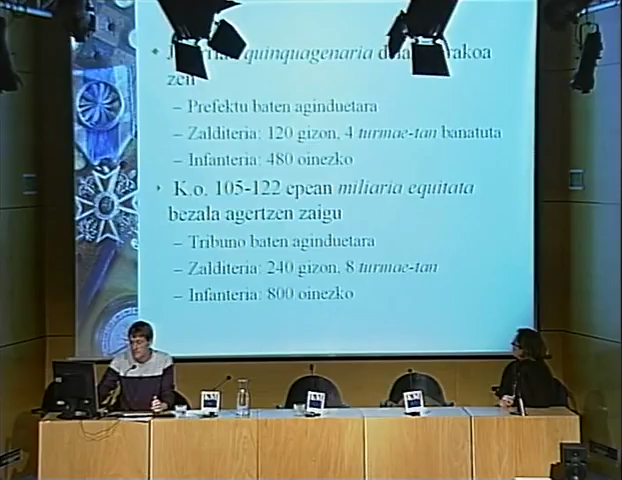 quinquagenaria
zen
– Prefektu baten aginduetara
– Zalditeria: 120 gizon, 4 turmae-tan banatuta
– Infanteria: 480 oinezko
K.o. 105-122 epean miliaria equitata
bezala agertzen zaigu
– Tribuno baten aginduetara
– Zalditeria: 240 gizon, 8 turmae-tan
– Infanteria: 800 oinezko